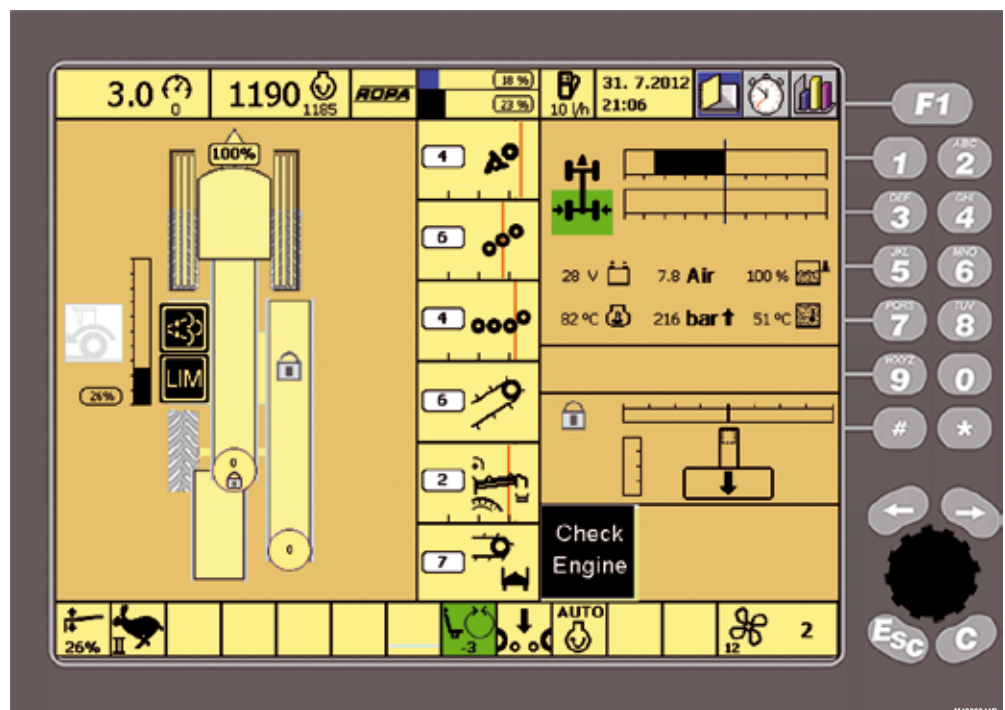 3.0 0
1190 1185
ROPA
18 %
23 %
10 l/h
31. 7.2012
21:06
100%
26%
LIM
0
0
4
6
4
6
2
7
28 V
7.8 Air
100 %
82 °C
216 bar
51 °C
Check
Engine
26%
II
-3
AUTO
12
2
F1
1
ABC
2
DEF
3
GHI
4
JKL
5
MNO
6
PQRS
7
TUV
8
WXYZ
9
0
#
*
Esc
C